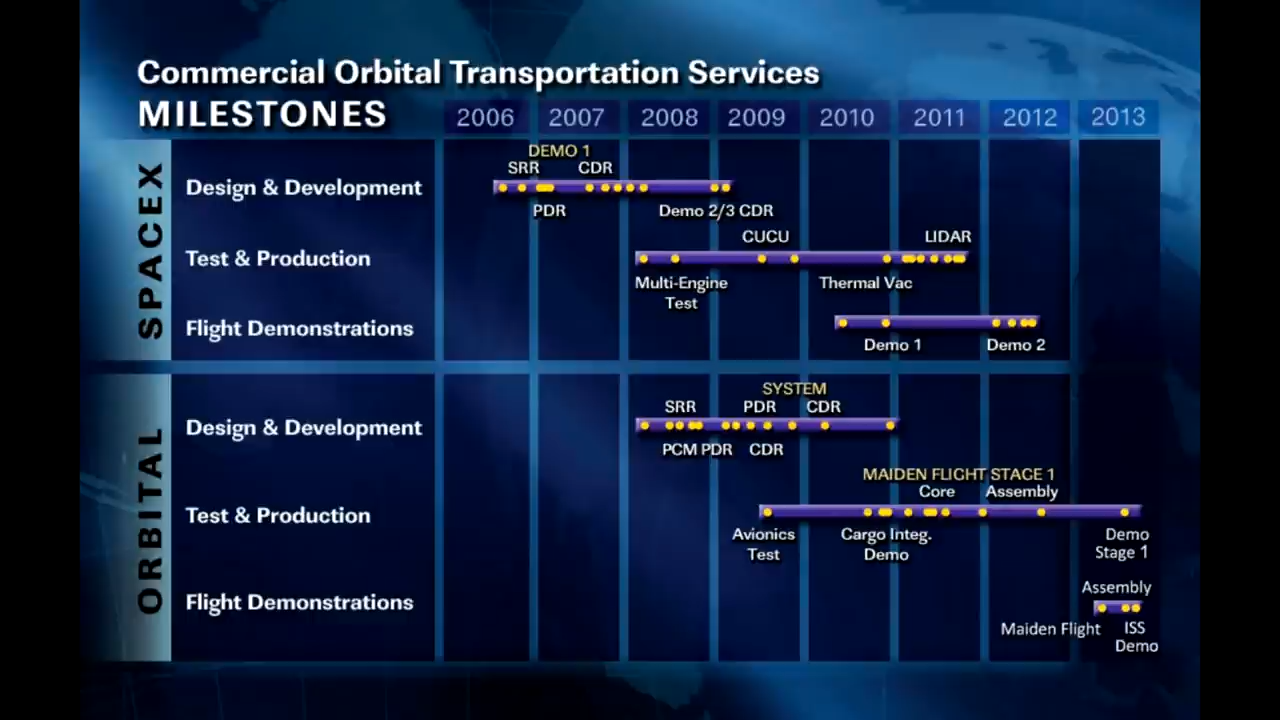 Commercial Orbital Transportation Services
MILESTONES
2006 2007 2008 2009 2010 2011 2012 2013
SPACEX
DEMO 1
SRR CDR
Design & Development
PDR Demo 2/3 CDR
CUCU LIDAR
Test & Production
Multi-Engine Thermal Vac
Test
Flight Demonstrations
Demo 1 Demo 2
ORBITAL
SYSTEM
SRR PDR CDR
Design & Development
PCM PDR CDR
MAIDEN FLIGHT STAGE 1
Core Assembly
Test & Production
Avionics Cargo Integ. Demo
Test Demo Stage 1
Assembly
Flight Demonstrations
Maiden Flight ISS
Demo